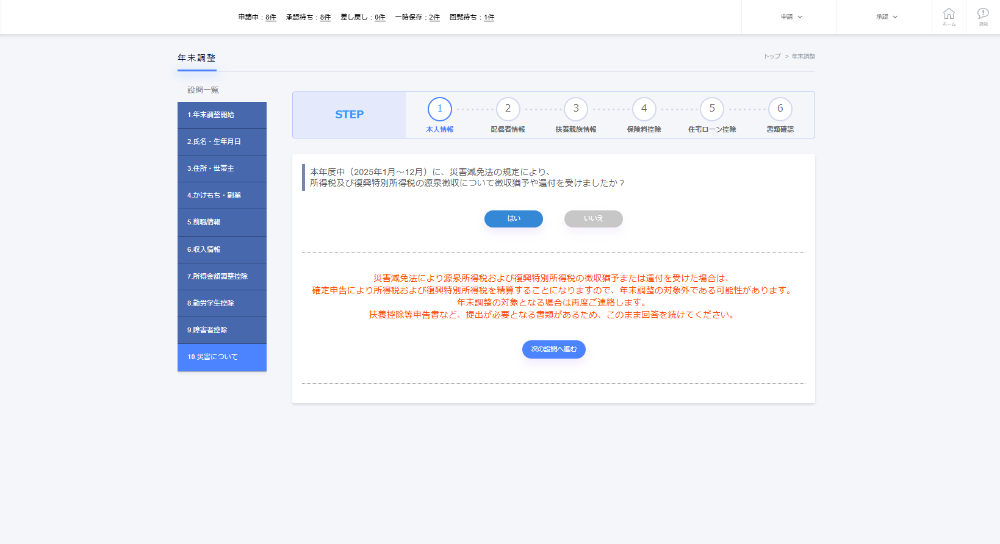 申請中：8件 承認待ち：8件 差し戻し：0件 一時保存：2件 回覧待ち：1件
申請
承認
ホーム
通知
年末調整
トップ > 年末調整
設問一覧
1.年末調整開始
2.氏名・生年月日
3.住所・世帯主
4.かけもち・副業
5.前職情報
6.収入情報
7.所得金額調整控除
8.勤労学生控除
9.障害者控除
10.災害について
STEP
1 2 3 4 5 6
本人情報 配偶者情報 扶養親族情報 保険料控除 住宅ローン控除 書類確認
本年度中（2025年1月～12月）に、災害減免法の規定により、
所得税及び復興特別所得税の源泉徴収について徴収猶予や還付を受けましたか？
はい いいえ
災害減免法により源泉所得税および復興特別所得税の徴収猶予または還付を受けた場合は、
確定申告により所得税および復興特別所得税を精算することになりますので、年末調整の対象外である可能性があります。
年末調整の対象となる場合は再度ご連絡します。
扶養控除等申告書など、提出が必要となる書類があるため、このまま回答を続けてください。
次の設問へ進む